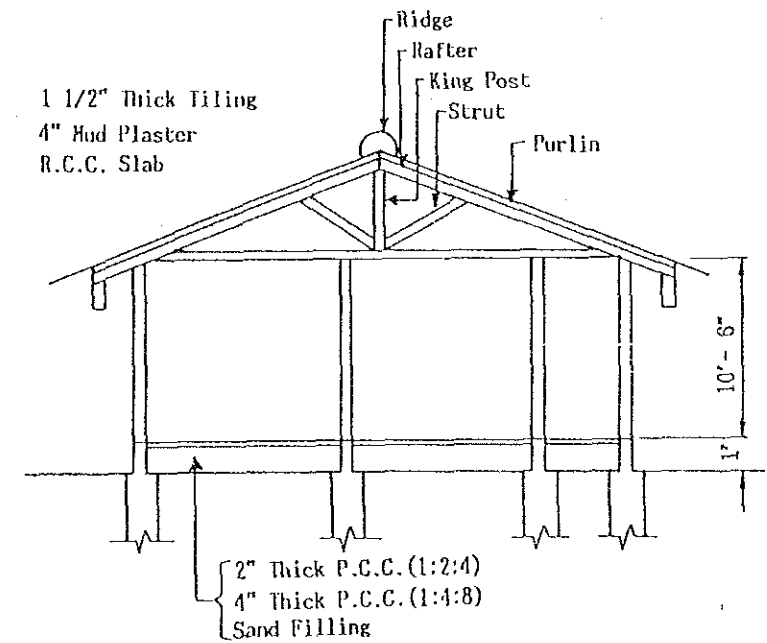 Ridge
Rafter
King Post
Strut
Purlin
1 1/2" Thick Tiling
4" Mud Plaster
R.C.C. Slab
10'- 6"
1'
2" Thick P.C.C.(1:2:4)
4" Thick P.C.C.(1:4:8)
Sand Filling